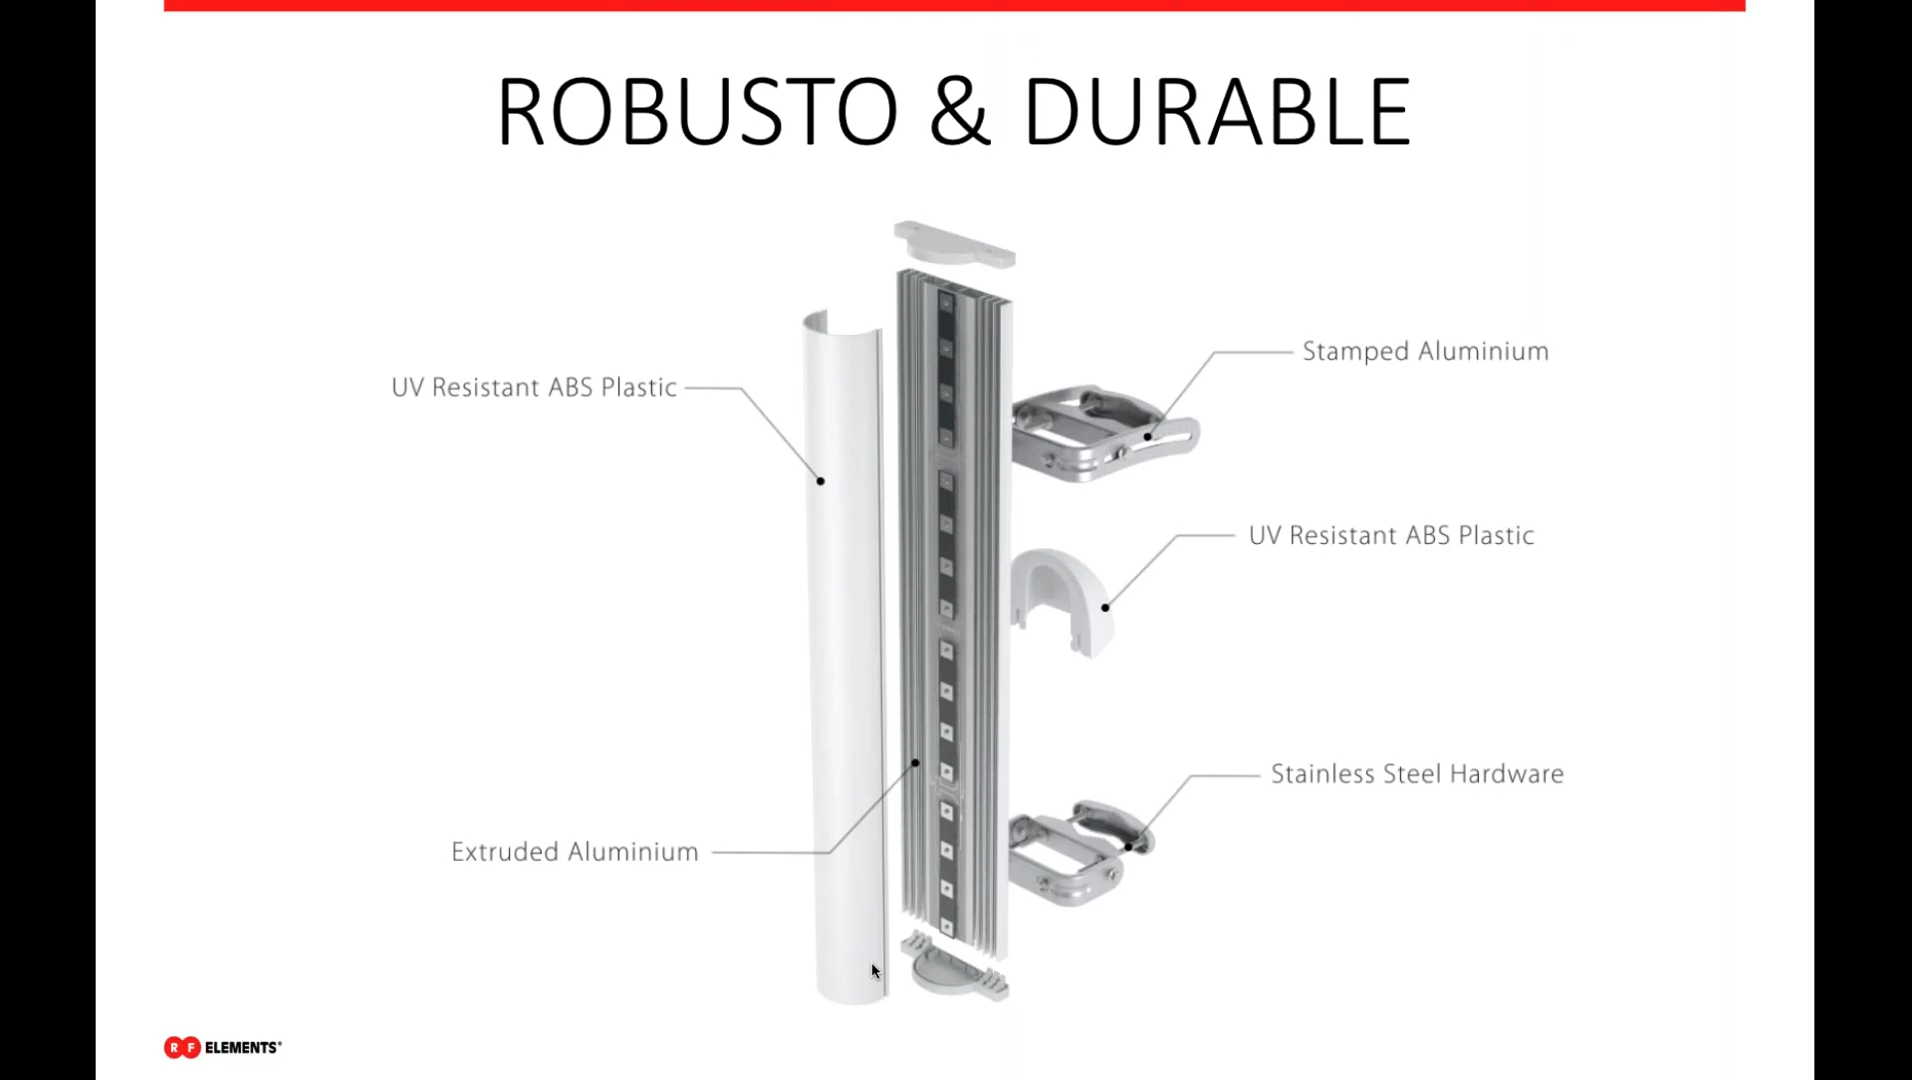 ROBUSTO & DURABLE
Stamped Aluminium
UV Resistant ABS Plastic
UV Resistant ABS Plastic
Stainless Steel Hardware
Extruded Aluminium
RF ELEMENTS®